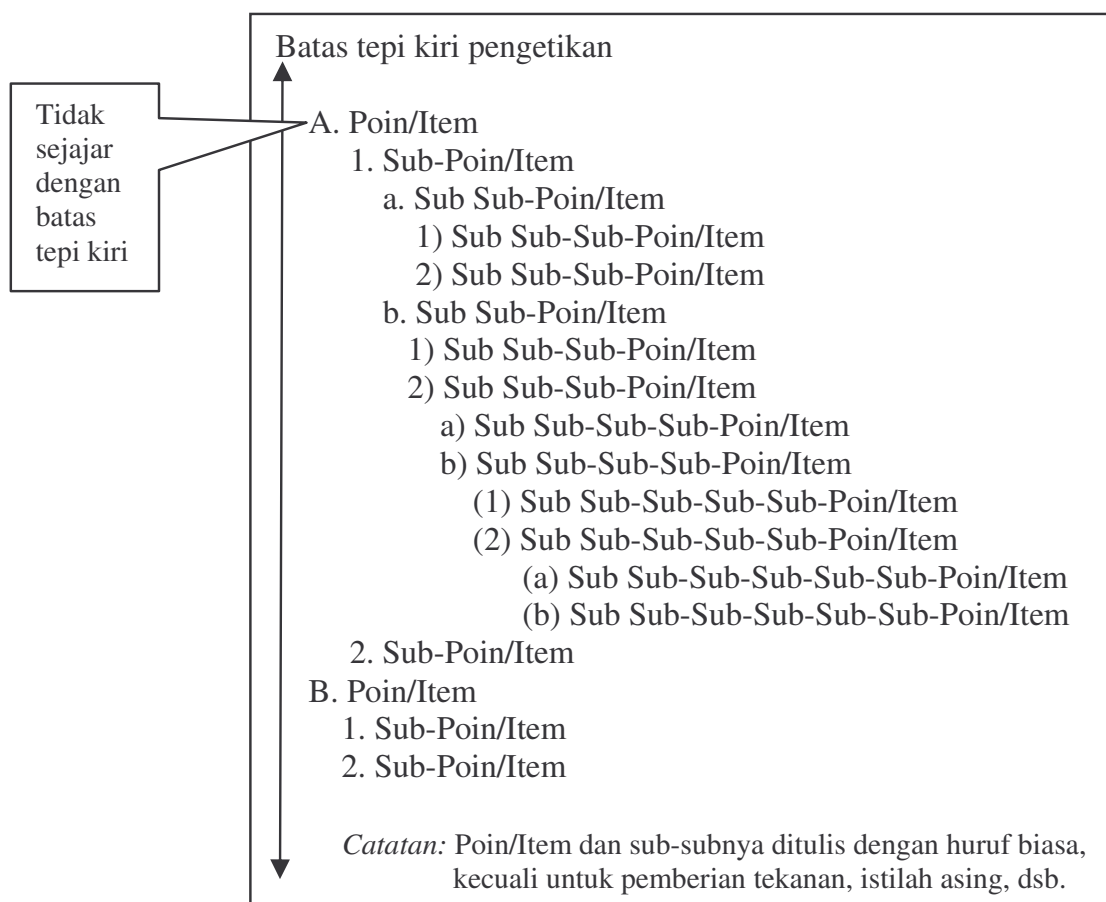 Batas tepi kiri pengetikan
Tidak
sejajar
dengan
batas
tepi kiri
A. Poin/Item
1. Sub-Poin/Item
a. Sub Sub-Poin/Item
1) Sub Sub-Sub-Poin/Item
2) Sub Sub-Sub-Poin/Item
b. Sub Sub-Poin/Item
1) Sub Sub-Sub-Poin/Item
2) Sub Sub-Sub-Poin/Item
a) Sub Sub-Sub-Sub-Poin/Item
b) Sub Sub-Sub-Sub-Poin/Item
(1) Sub Sub-Sub-Sub-Sub-Poin/Item
(2) Sub Sub-Sub-Sub-Sub-Poin/Item
(a) Sub Sub-Sub-Sub-Sub-Sub-Poin/Item
(b) Sub Sub-Sub-Sub-Sub-Sub-Poin/Item
2. Sub-Poin/Item
B. Poin/Item
1. Sub-Poin/Item
2. Sub-Poin/Item
Catatan: Poin/Item dan sub-subnya ditulis dengan huruf biasa,
kecuali untuk pemberian tekanan, istilah asing, dsb.